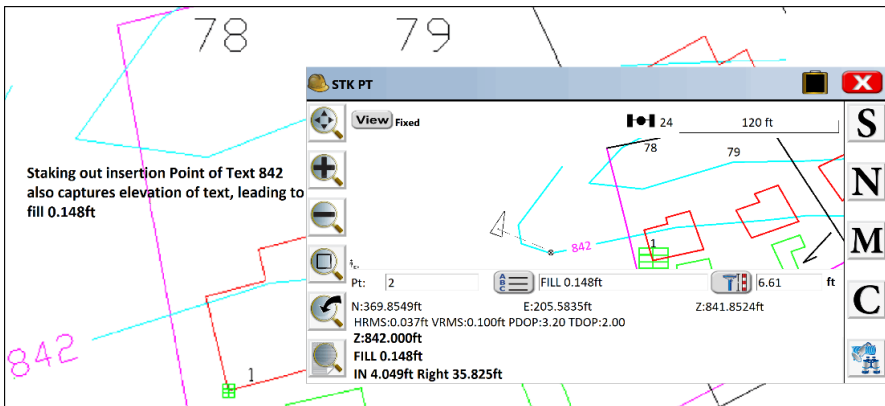 78
79
Staking out insertion Point of Text 842
also captures elevation of text, leading to
fill 0.148ft
842
1
STK PT
X
View Fixed
24
120 ft
78
79
842
1
Pt: 2
A
B
C
FILL 0.148ft
6.61 ft
N:369.8549ft E:205.5835ft Z:841.8524ft
HRMS:0.037ft VRMS:0.100ft PDOP:3.20 TDOP:2.00
Z:842.000ft
FILL 0.148ft
IN 4.049ft Right 35.825ft
S
N
M
C